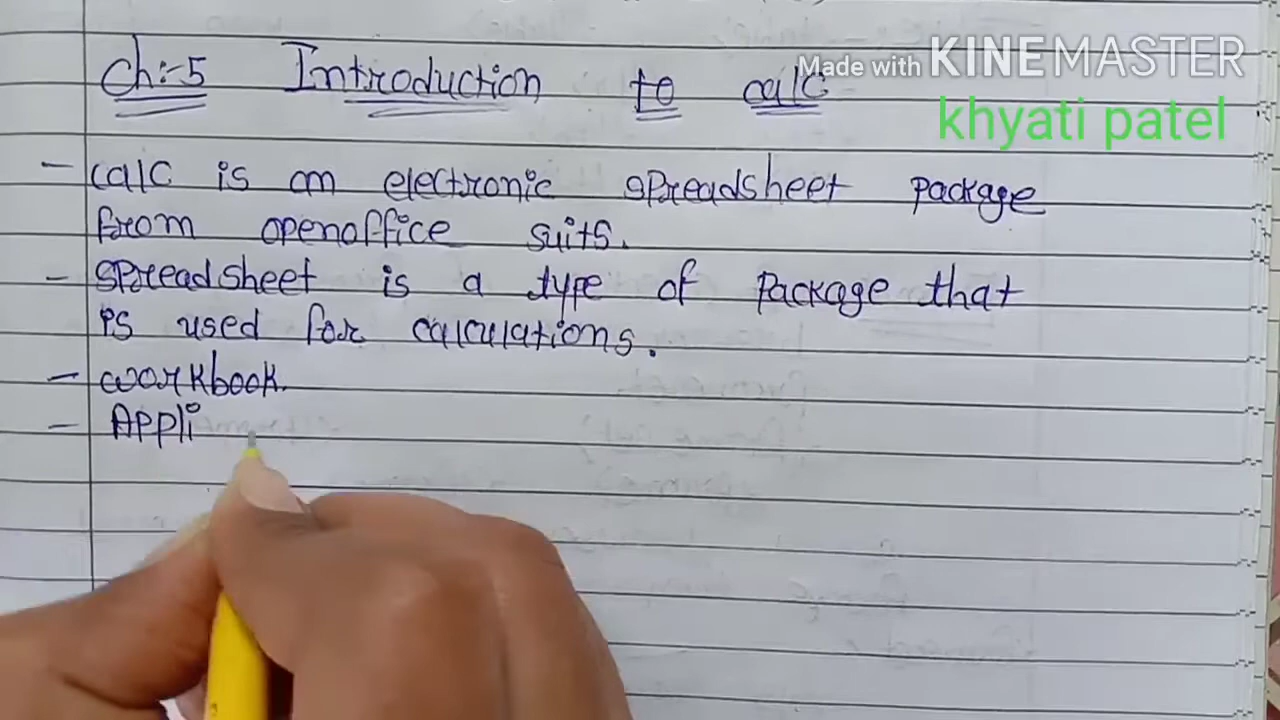 Made with KINEMASTER
khyati patel
Ch:-5 Introduction to calc
- calc is an electronic spreadsheet package
from openoffice suits.
- spreadsheet is a type of package that
is used for calculations.
- workbook.
- Appli